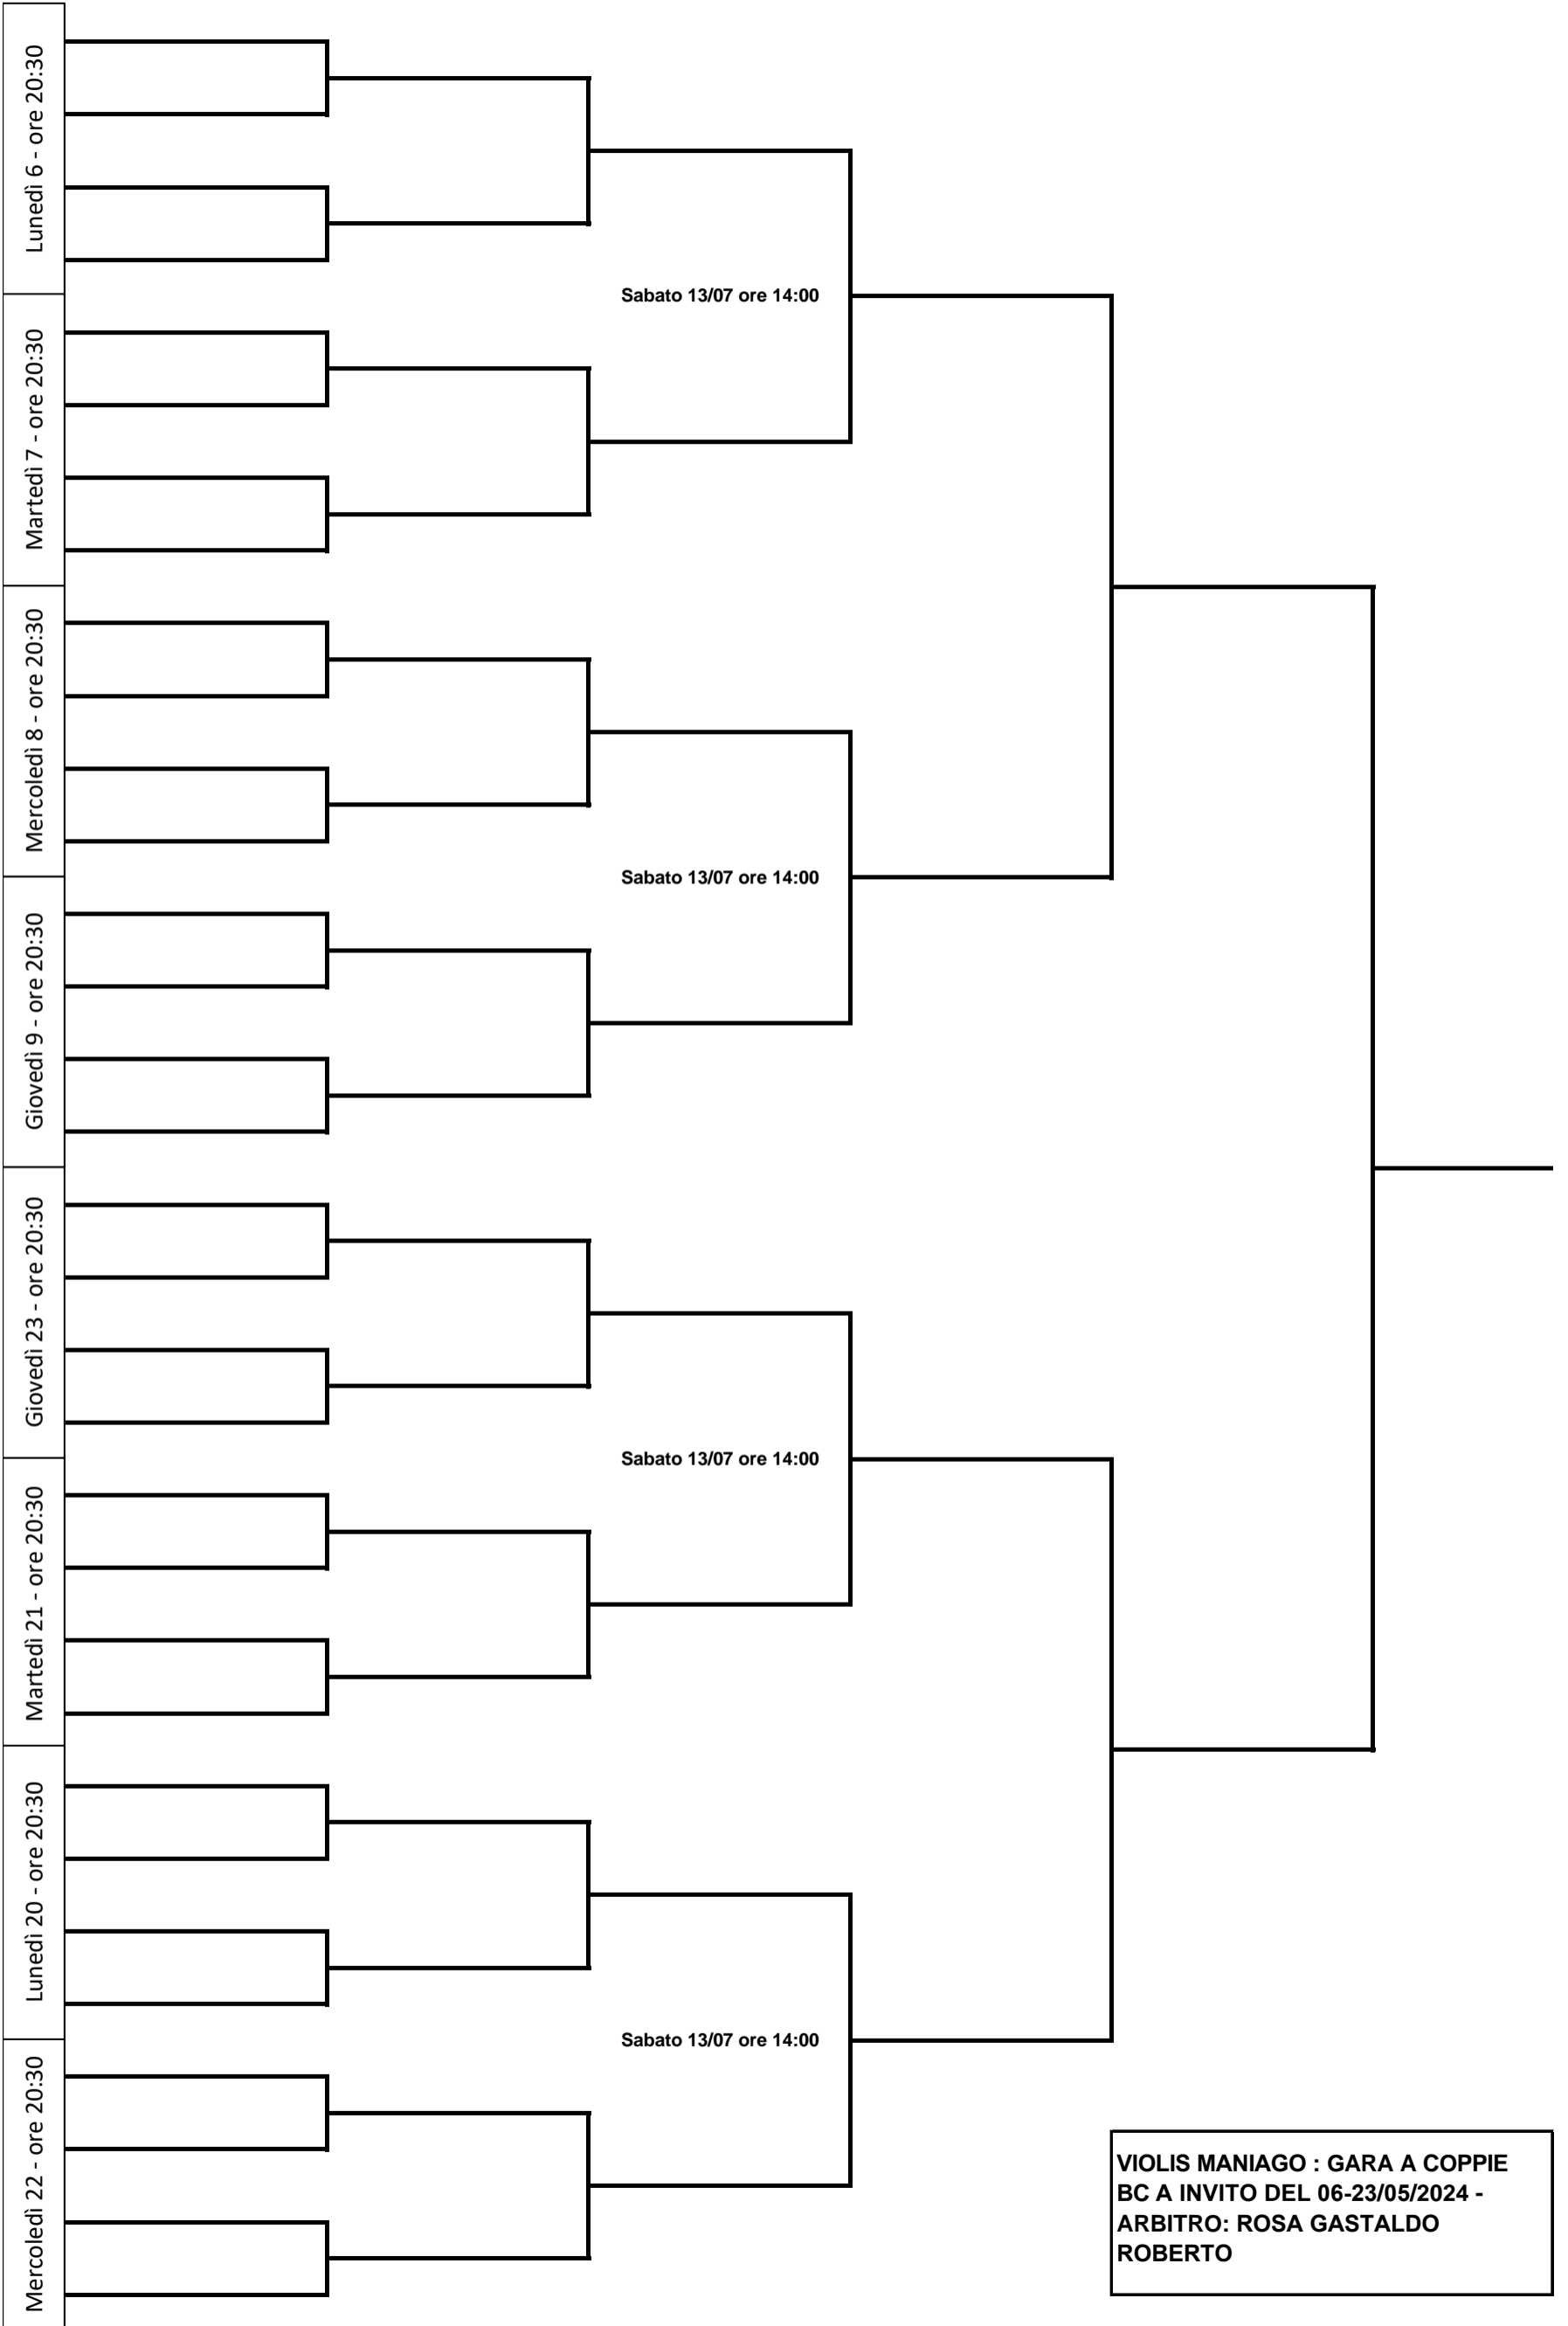 Lunedì 6 - ore 20:30
Sabato 13/07 ore 14:00
Martedì 7 - ore 20:30
Mercoledì 8 - ore 20:30
Sabato 13/07 ore 14:00
Giovedì 9 - ore 20:30
Giovedì 23 - ore 20:30
Sabato 13/07 ore 14:00
Martedì 21 - ore 20:30
Lunedì 20 - ore 20:30
Sabato 13/07 ore 14:00
Mercoledì 22 - ore 20:30
VIOLIS MANIAGO : GARA A COPPIE
BC A INVITO DEL 06-23/05/2024 -
ARBITRO: ROSA GASTALDO
ROBERTO